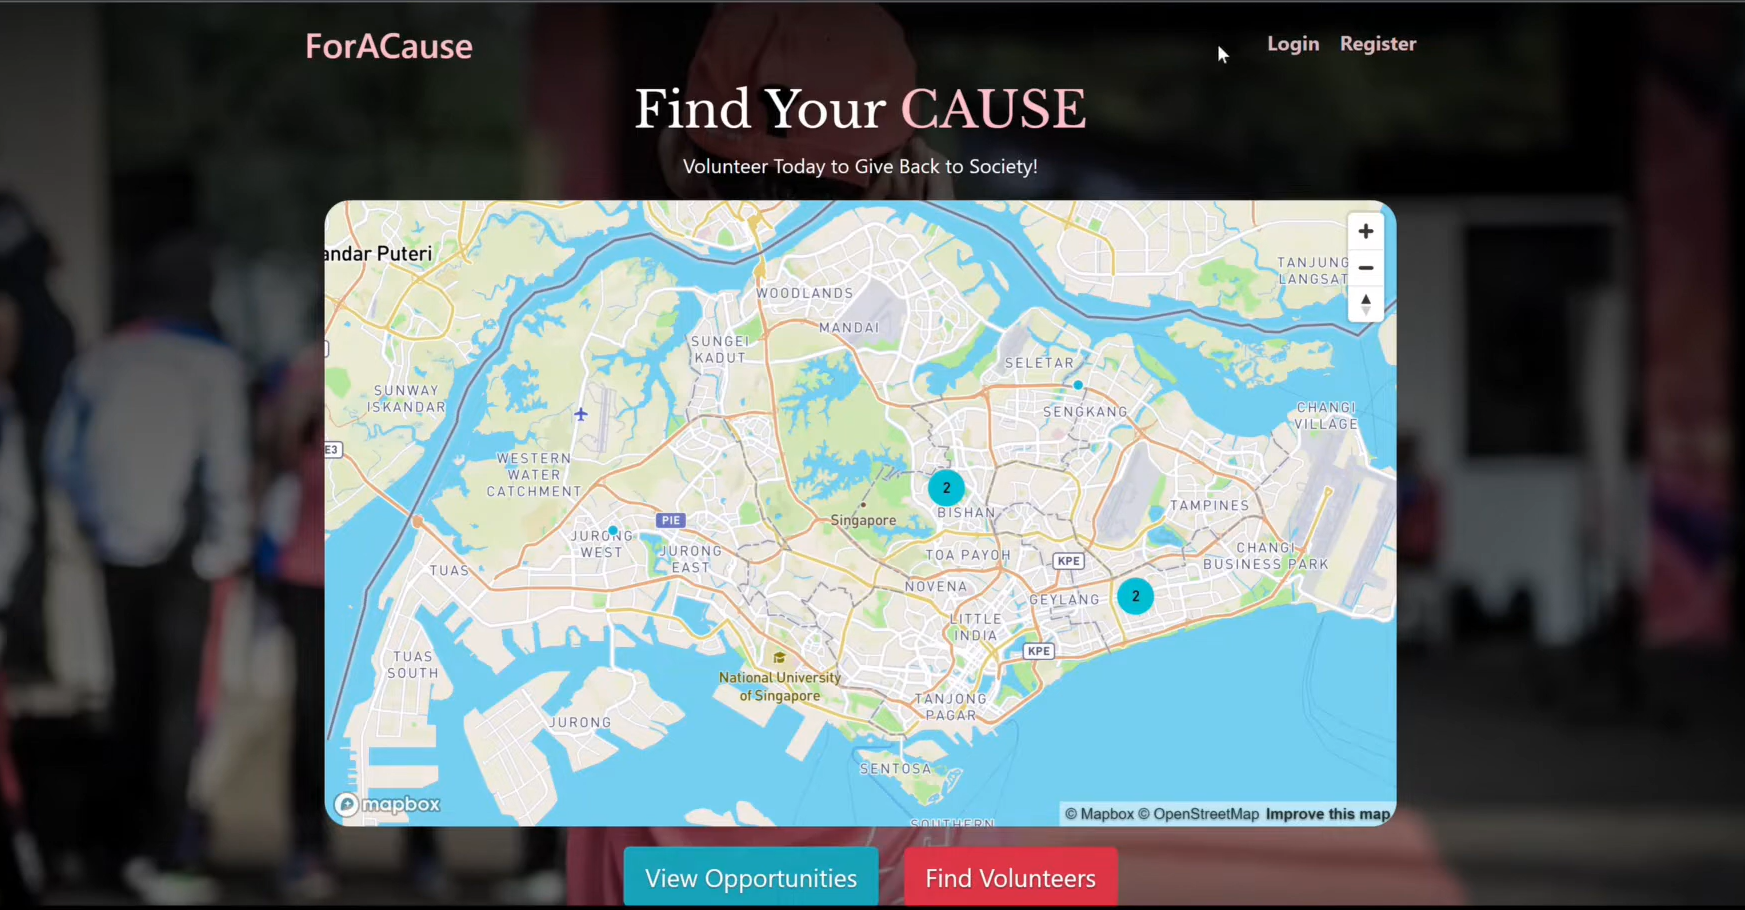 ForACause
Login Register
Find Your CAUSE
Volunteer Today to Give Back to Society!
andar Puteri
TANJUNG
LANGSAT
WOODLANDS
MANDAI
SUNGEI
KADUT
SELETAR
SUNWAY
ISKANDAR
SENGKANG
CHANGI
VILLAGE
E3
WESTERN
WATER
CATCHMENT
2
BISHAN
TAMPINES
Singapore
PIE
JURONG
WEST
JURONG
EAST
TOA PAYOH
KPE
CHANGI
BUSINESS PARK
TUAS
NOVENA
GEYLANG
2
LITTLE
INDIA
KPE
TUAS
SOUTH
National University
of Singapore
TANJONG
PAGAR
JURONG
SENTOSA
SOUTHERN
mapbox
© Mapbox © OpenStreetMap Improve this map
View Opportunities
Find Volunteers